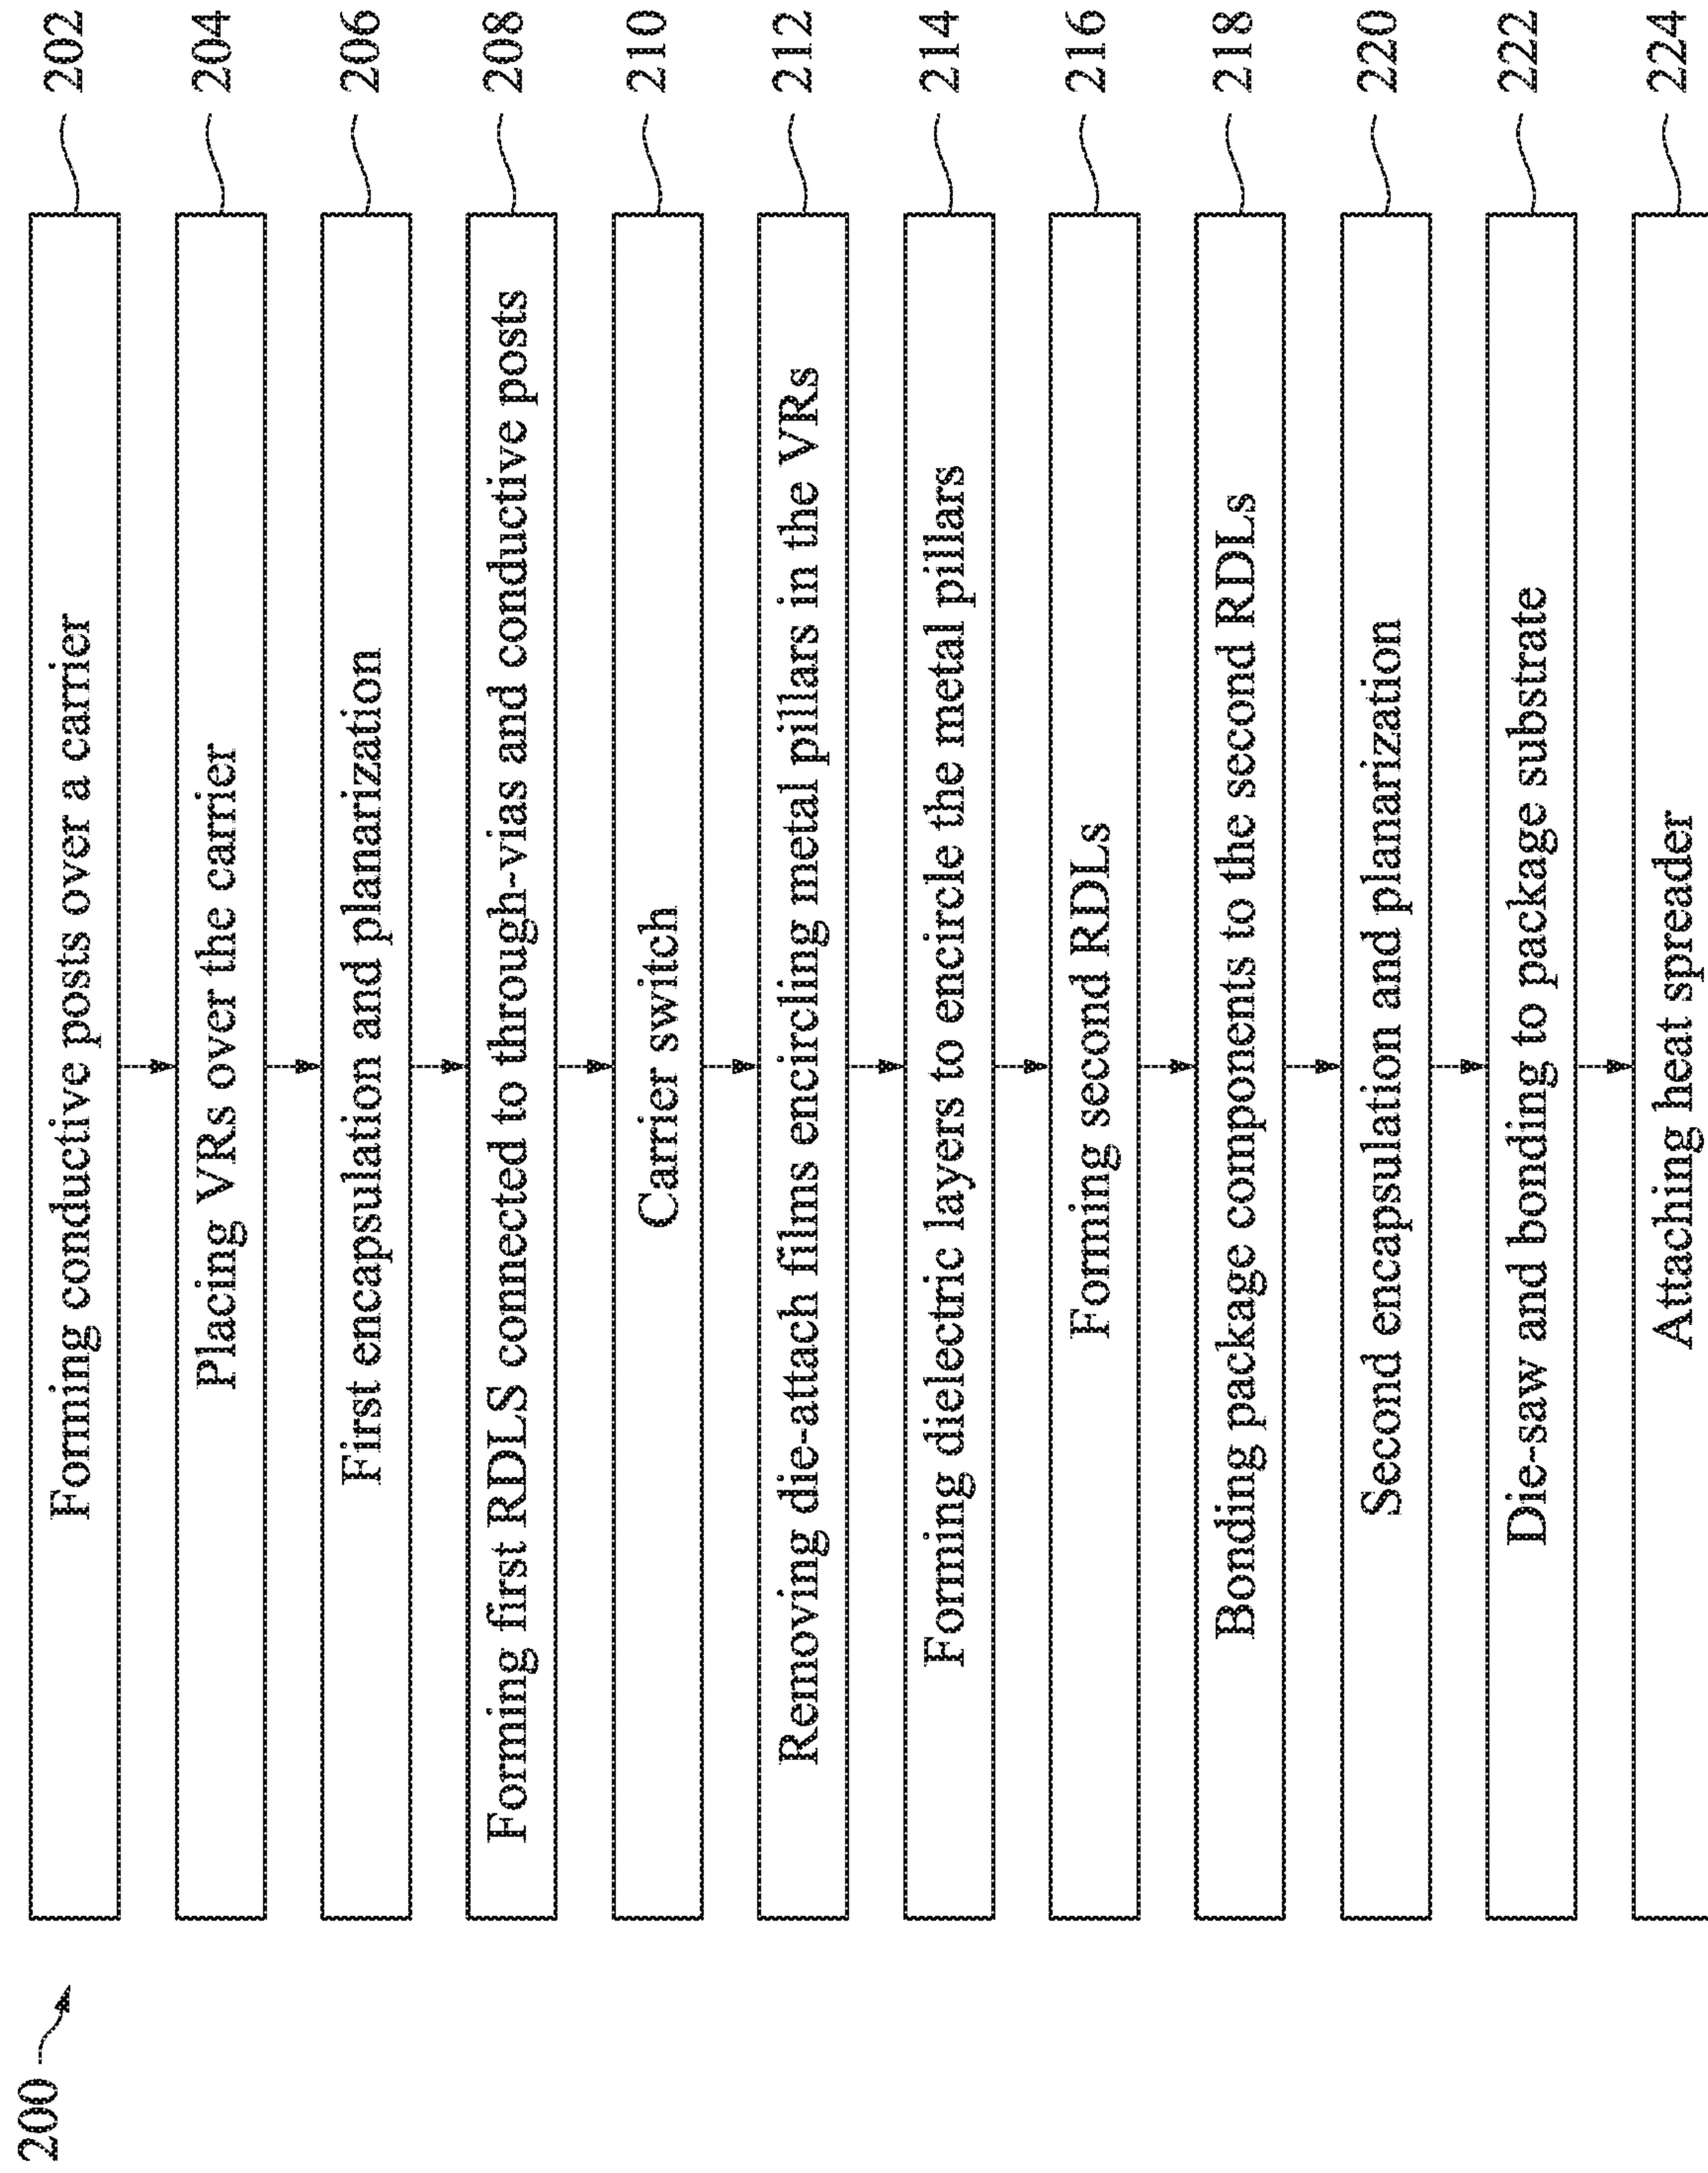 200
Forming conductive posts over a carrier 202
Placing VRs over the carrier 204
First encapsulation and planarization 206
Forming first RDLS connected to through-vias and conductive posts 208
Carrier switch 210
Removing die-attach films encircling metal pillars in the VRs 212
Forming dielectric layers to encircle the metal pillars 214
Forming second RDLs 216
Bonding package components to the second RDLs 218
Second encapsulation and planarization 220
Die-saw and bonding to package substrate 222
Attaching heat spreader 224